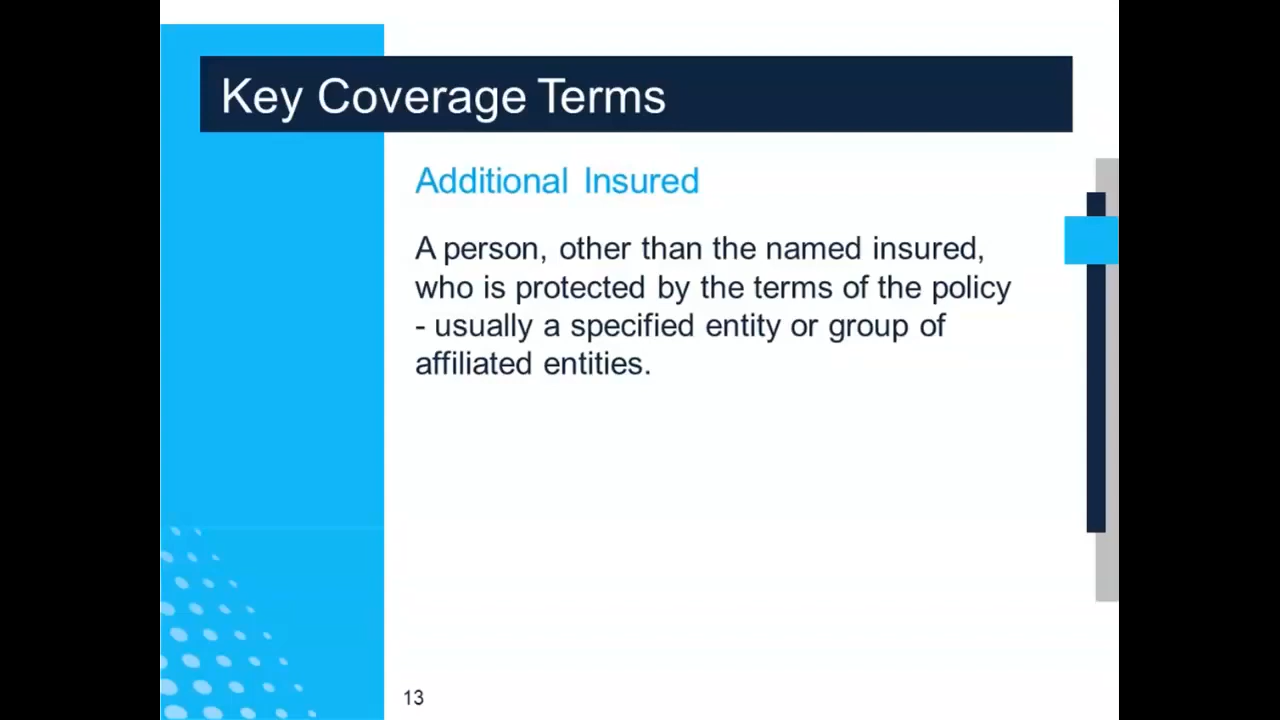 Key Coverage Terms
Additional Insured
A person, other than the named insured,
who is protected by the terms of the policy
- usually a specified entity or group of
affiliated entities.
13